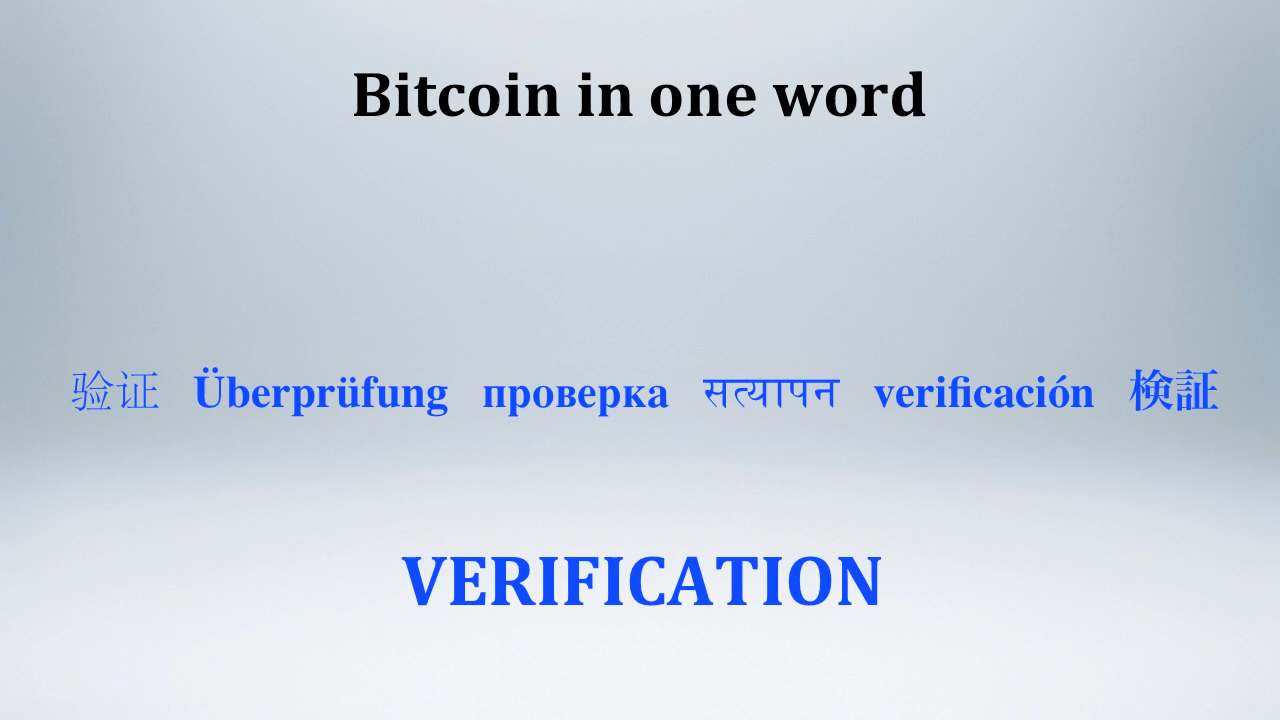 Bitcoin in one word
验证 Überprüfung проверка सत्यापन verificación 検証
VERIFICATION